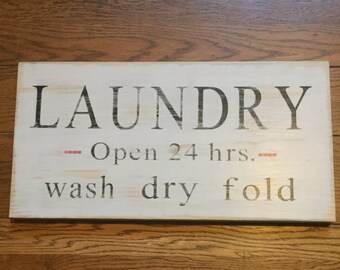 LAUNDRY
Open 24 hrs.
wash dry fold